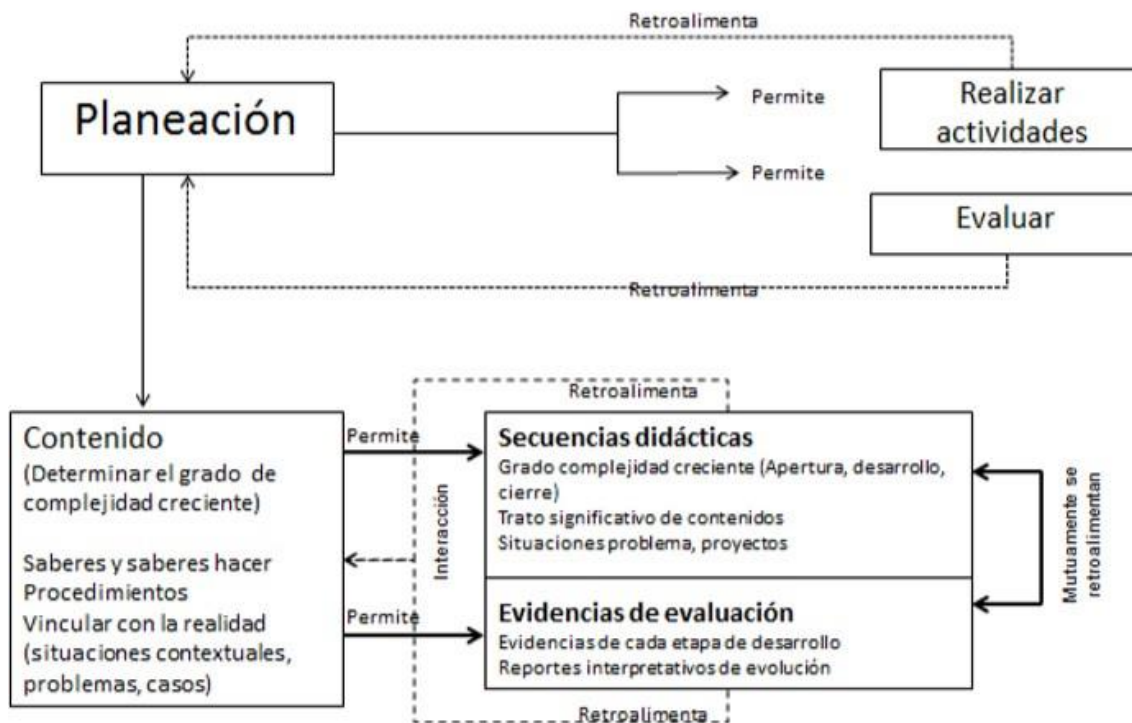 Retroalimenta
Planeación
Permite
Permite
Realizar
actividades
Evaluar
Retroalimenta
Contenido
(Determinar el grado de
complejidad creciente)
Saberes y saberes hacer
Procedimientos
Vincular con la realidad
(situaciones contextuales,
problemas, casos)
Permite
Permite
Interacción
Retroalimenta
Secuencias didácticas
Grado complejidad creciente (Apertura, desarrollo,
cierre)
Trato significativo de contenidos
Situaciones problema, proyectos
Evidencias de evaluación
Evidencias de cada etapa de desarrollo
Reportes interpretativos de evolución
Retroalimenta
Mutuamente se
retroalimentan